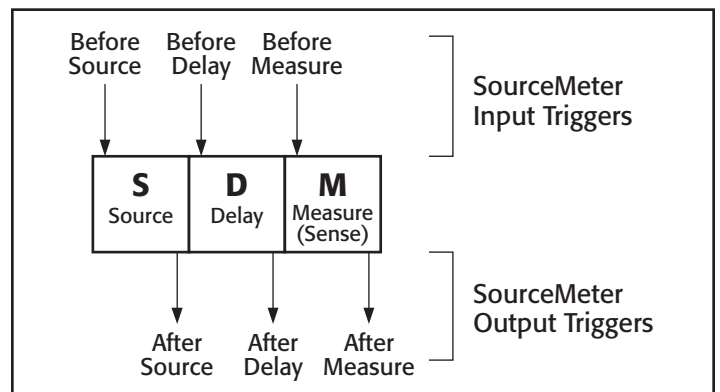 Before Source
Before Delay
Before Measure
SourceMeter
Input Triggers
S
Source
D
Delay
M
Measure
(Sense)
SourceMeter
Output Triggers
After
Source
After
Delay
After
Measure